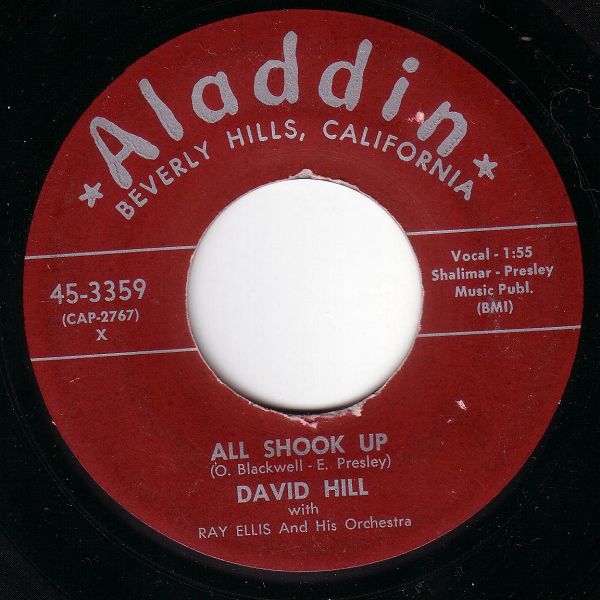 Aladdin
BEVERLY HILLS, CALIFORNIA
45-3359
(CAP-2767)
X
Vocal - 1:55
Shalimar - Presley
Music Publ.
(BMI)
ALL SHOOK UP
(O. Blackwell - E. Presley)
DAVID HILL
with
RAY ELLIS And His Orchestra